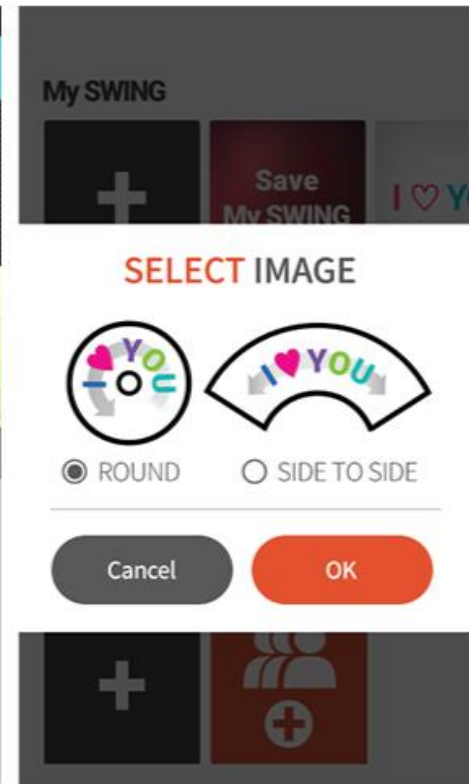 My SWING
Save
My SWING
I ♡ Y
SELECT IMAGE
I ♥ YOU
I ♥ YOU
ROUND
SIDE TO SIDE
Cancel
OK